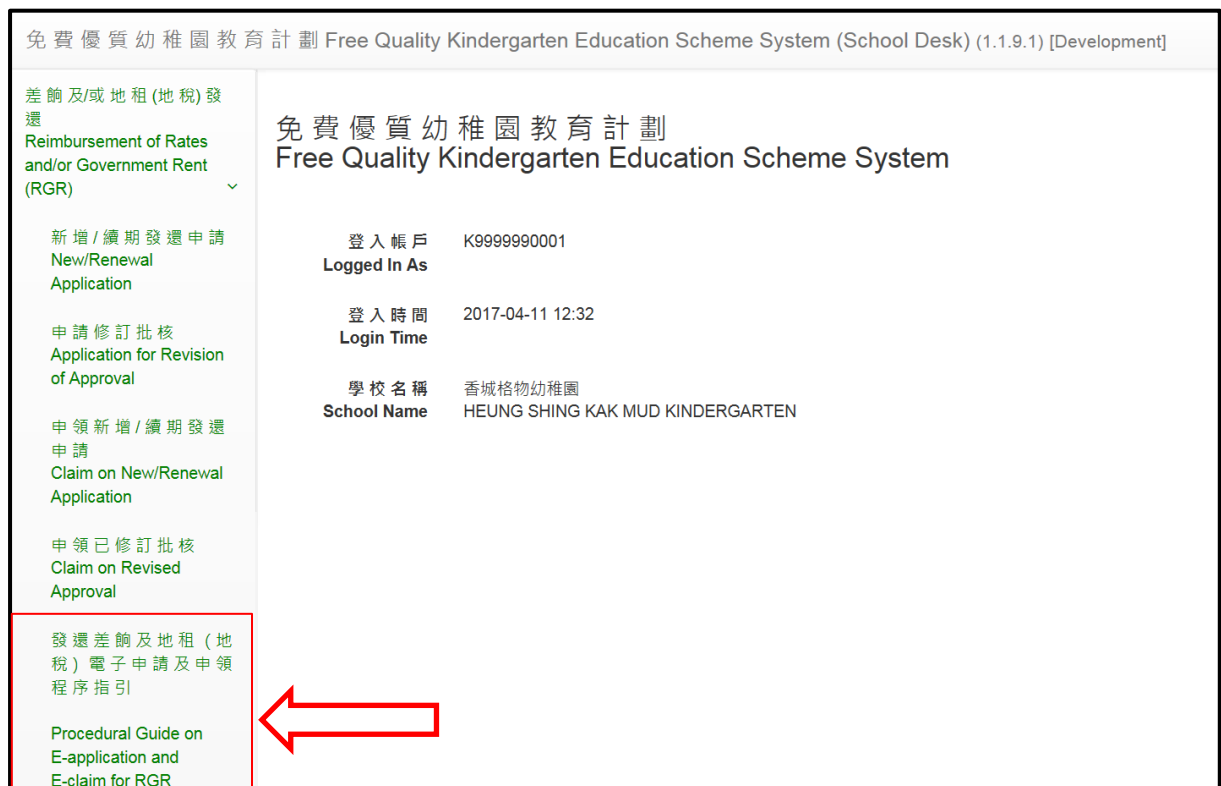 免費優質幼稚園教育計劃 Free Quality Kindergarten Education Scheme System (School Desk) (1.1.9.1) [Development]
差餉及/或地租(地稅)發
還
Reimbursement of Rates
and/or Government Rent
(RGR)
新增/續期發還申請
New/Renewal
Application
申請修訂批核
Application for Revision
of Approval
申領新增/續期發還
申請
Claim on New/Renewal
Application
申領已修訂批核
Claim on Revised
Approval
發還差餉及地租(地
稅)電子申請及申領
程序指引
Procedural Guide on
E-application and
E-claim for RGR
免費優質幼稚園教育計劃
Free Quality Kindergarten Education Scheme System
登入帳戶 K9999990001
Logged In As
登入時間 2017-04-11 12:32
Login Time
學校名稱 香城格物幼稚園
School Name HEUNG SHING KAK MUD KINDERGARTEN